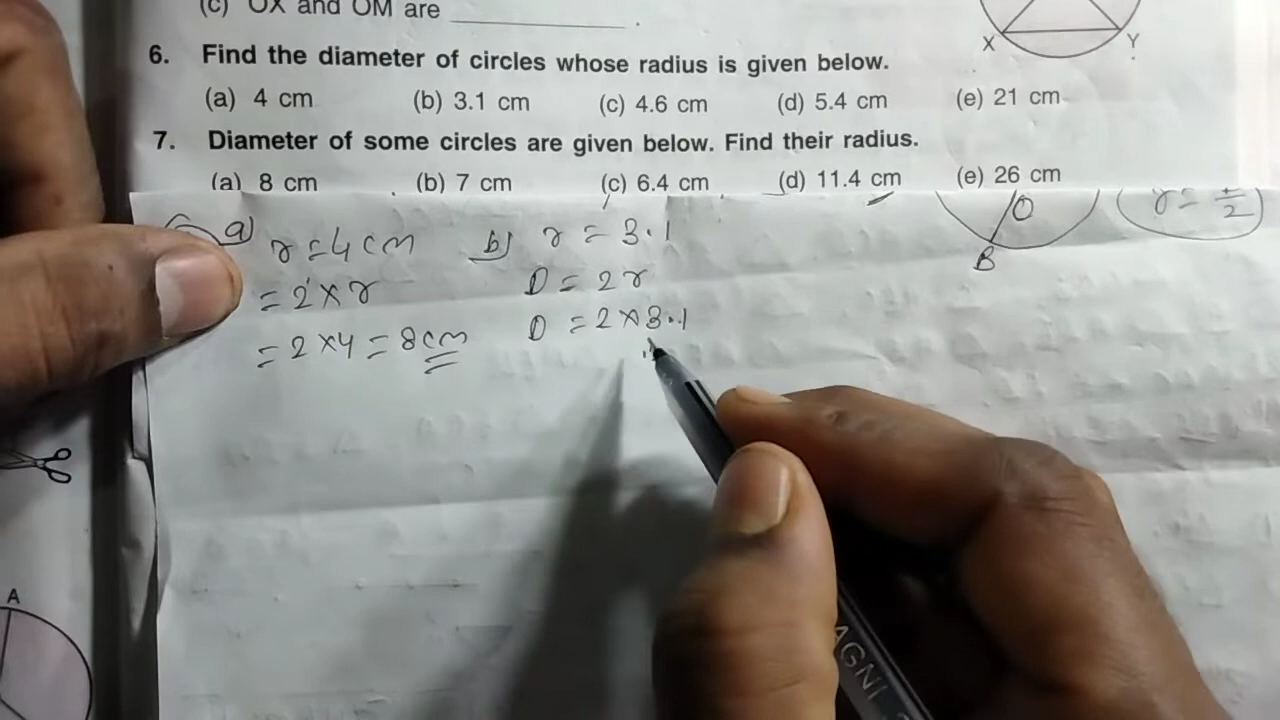 (c) OX and OM are
X
Y
6. Find the diameter of circles whose radius is given below.
(a) 4 cm (b) 3.1 cm (c) 4.6 cm (d) 5.4 cm (e) 21 cm
7. Diameter of some circles are given below. Find their radius.
(a) 8 cm (b) 7 cm (c) 6.4 cm (d) 11.4 cm (e) 26 cm
a) r = 4 cm
= 2 × r
= 2 × 4 = 8 cm
b) r = 3.1
D = 2r
D = 2 × 3.1
O
B
A
AGNI